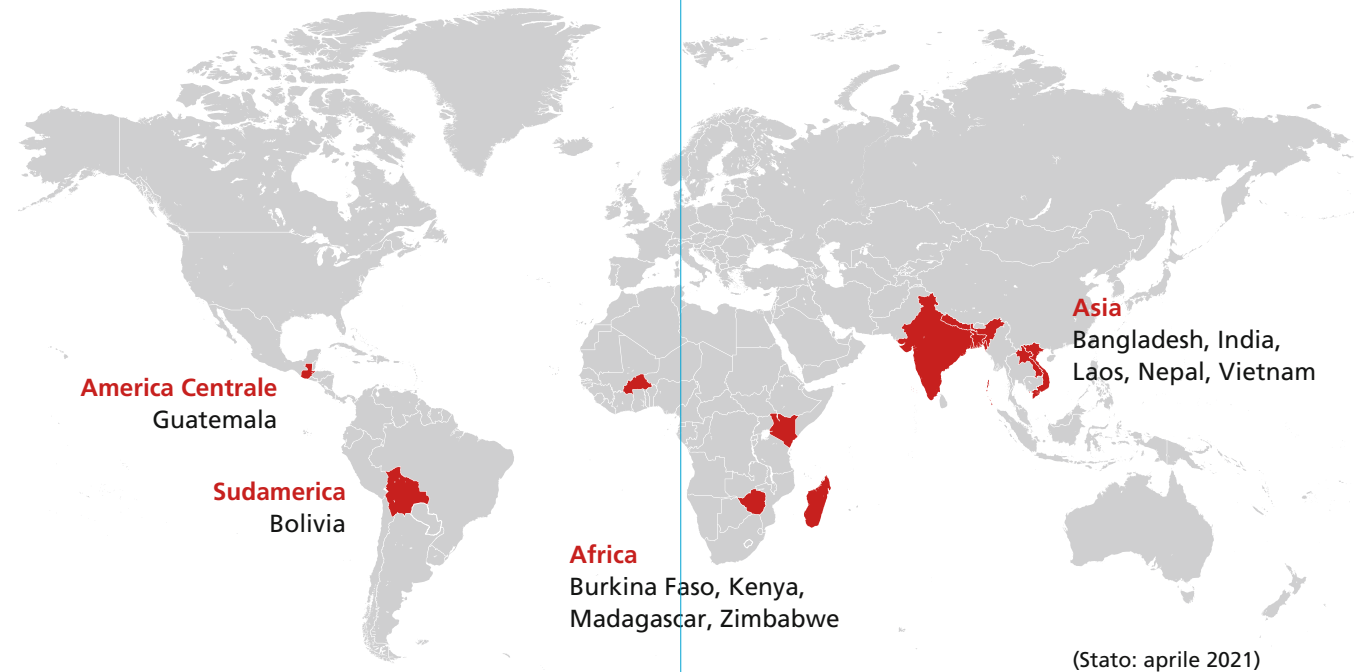 Asia
Bangladesh, India,
Laos, Nepal, Vietnam
America Centrale
Guatemala
Sudamerica
Bolivia
Africa
Burkina Faso, Kenya,
Madagascar, Zimbabwe
(Stato: aprile 2021)